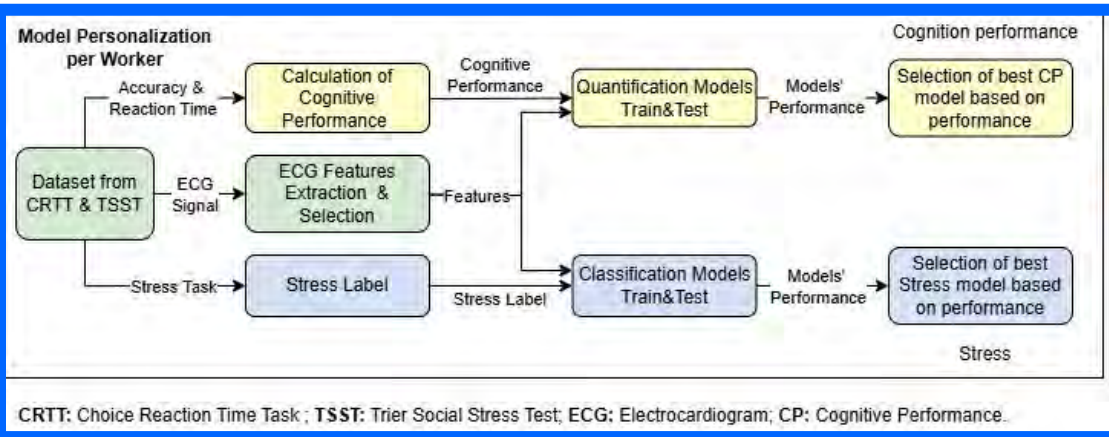 Model Personalization
per Worker
Cognition performance
Accuracy &
Reaction Time
Calculation of
Cognitive
Performance
Cognitive
Performance
Quantification Models
Train&Test
Models'
Performance
Selection of best CP
model based on
performance
Dataset from
CRTT & TSST
ECG
Signal
ECG Features
Extraction &
Selection
Features
Stress Task
Stress Label
Stress Label
Classification Models
Train&Test
Models'
Performance
Selection of best
Stress model based
on performance
Stress
CRTT: Choice Reaction Time Task ; TSST: Trier Social Stress Test; ECG: Electrocardiogram; CP: Cognitive Performance.